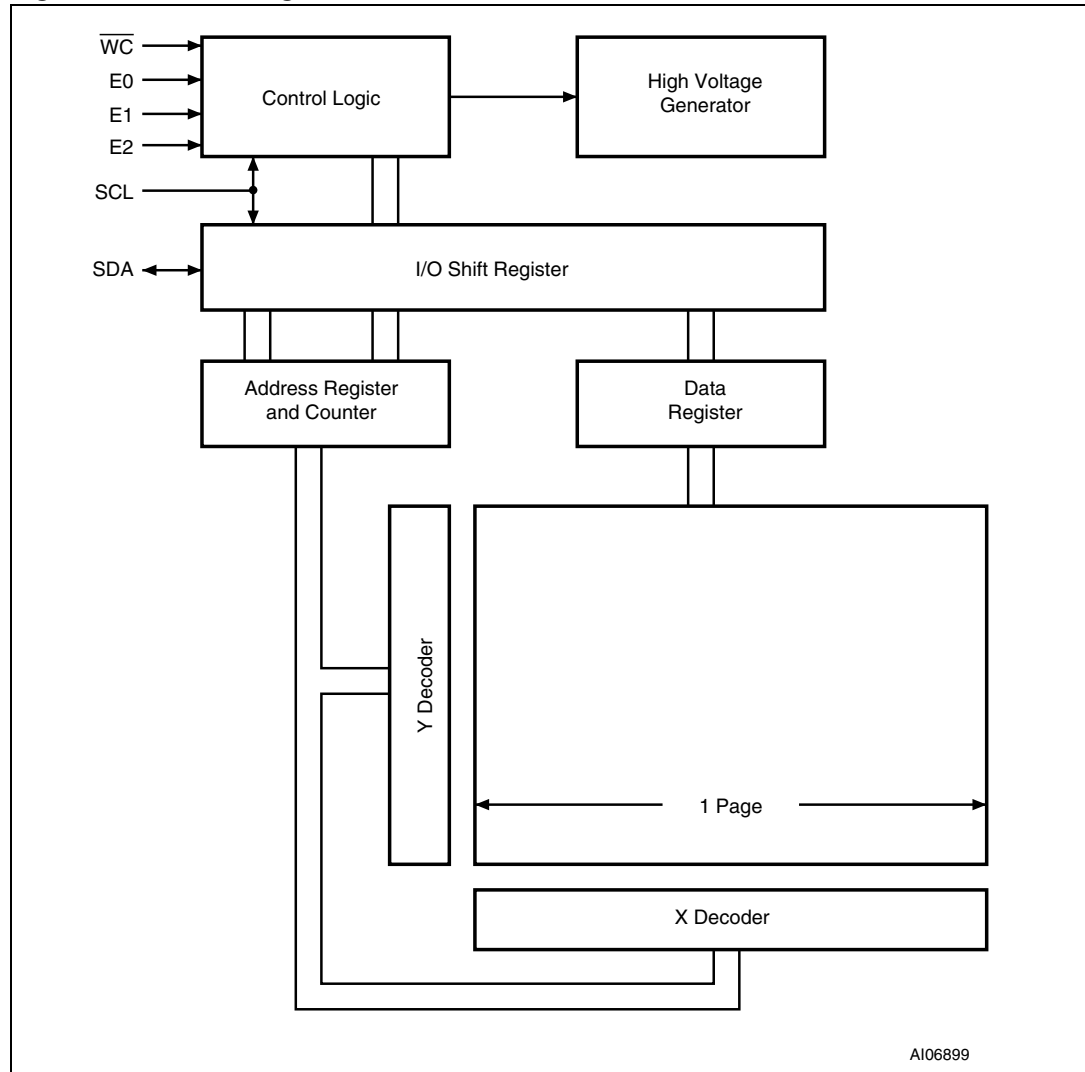 WC
E0
E1
E2
SCL
SDA
Control Logic
High Voltage
Generator
I/O Shift Register
Address Register
and Counter
Data
Register
Y Decoder
1 Page
X Decoder
AI06899